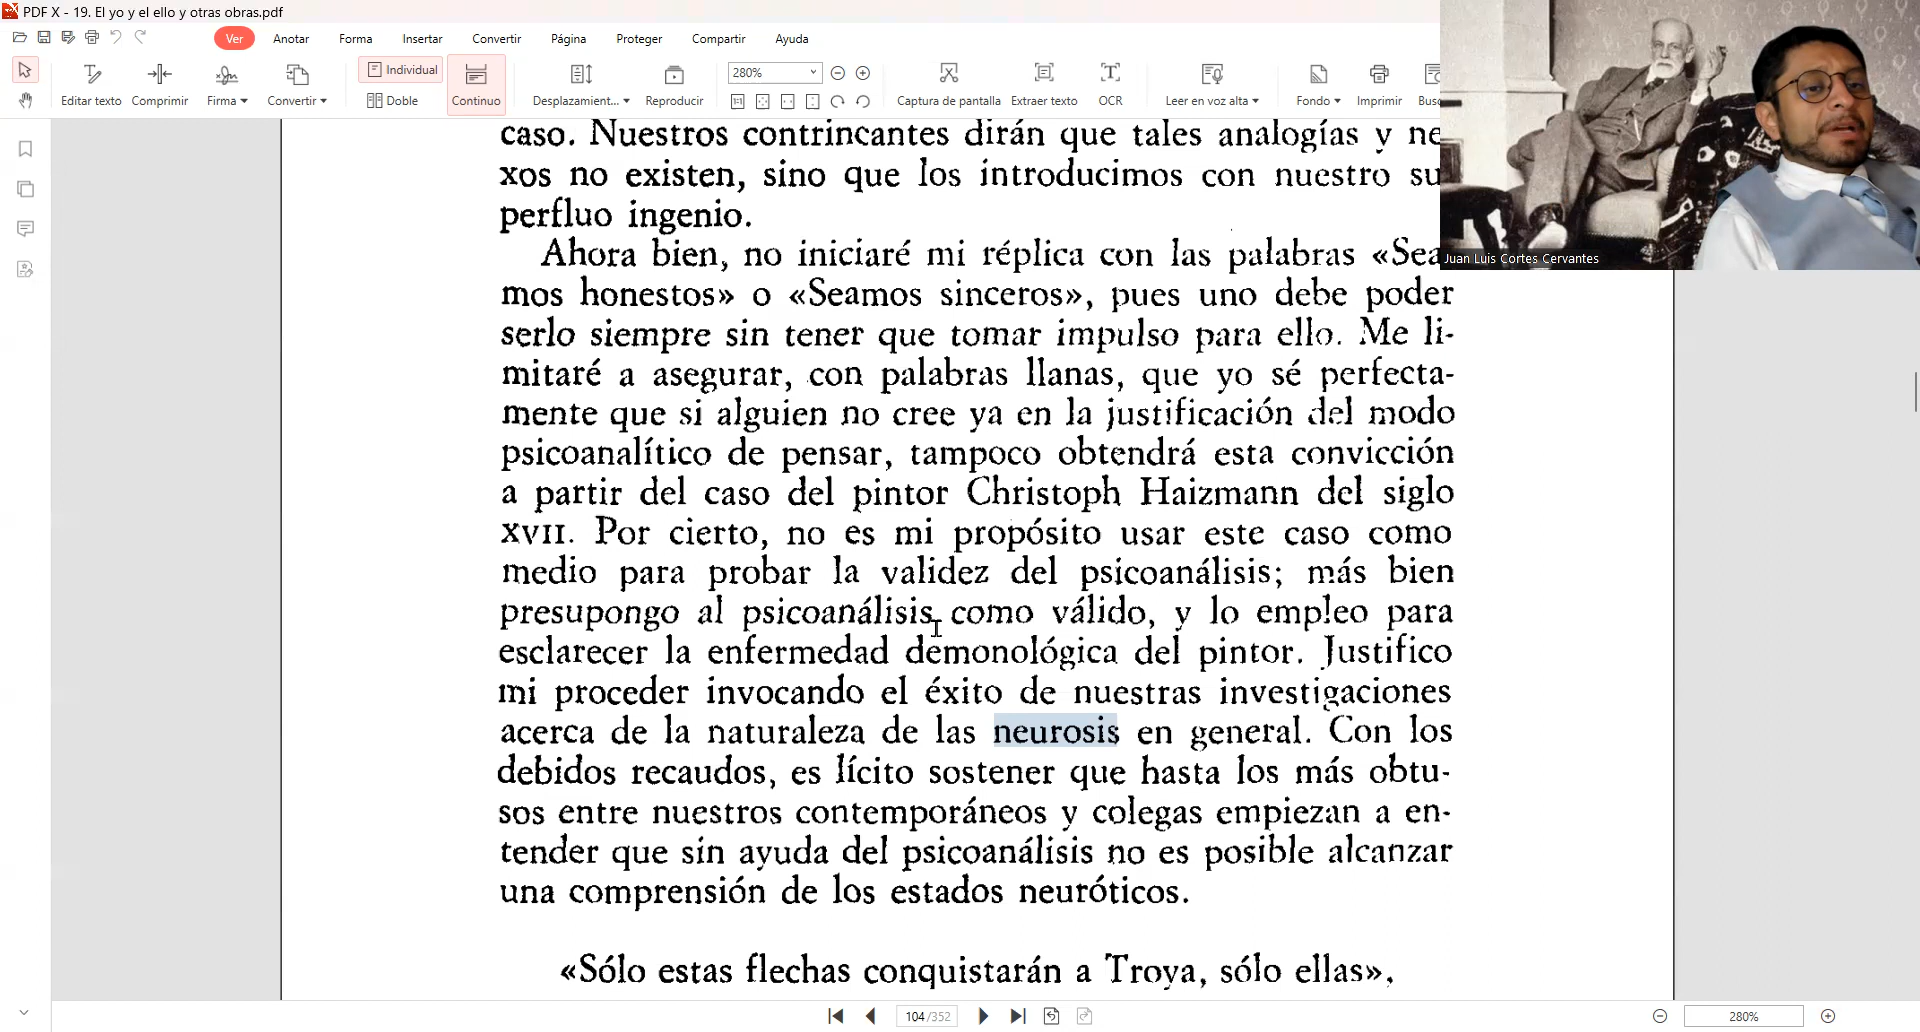 PDF X - 19. El yo y el ello y otras obras.pdf
Ver Anotar Forma Insertar Convertir Página Proteger Compartir Ayuda
Individual 280%
Editar texto Comprimir Firma Convertir Doble Continuo Desplazamient... Reproducir Captura de pantalla Extraer texto OCR Leer en voz alta Fondo Imprimir Busc
caso. Nuestros contrincantes dirán que tales analogías y ne
xos no existen, sino que los introducimos con nuestro su
perfluo ingenio.
Ahora bien, no iniciaré mi réplica con las palabras «Sea
Juan Luis Cortes Cervantes
mos honestos» o «Seamos sinceros», pues uno debe poder
serlo siempre sin tener que tomar impulso para ello. Me li-
mitaré a asegurar, con palabras llanas, que yo sé perfecta-
mente que si alguien no cree ya en la justificación del modo
psicoanalítico de pensar, tampoco obtendrá esta convicción
a partir del caso del pintor Christoph Haizmann del siglo
XVII. Por cierto, no es mi propósito usar este caso como
medio para probar la validez del psicoanálisis; más bien
presupongo al psicoanálisis como válido, y lo empleo para
esclarecer la enfermedad demonológica del pintor. Justifico
mi proceder invocando el éxito de nuestras investigaciones
acerca de la naturaleza de las neurosis en general. Con los
debidos recaudos, es lícito sostener que hasta los más obtu-
sos entre nuestros contemporáneos y colegas empiezan a en-
tender que sin ayuda del psicoanálisis no es posible alcanzar
una comprensión de los estados neuróticos.
«Sólo estas flechas conquistarán a Troya, sólo ellas»,
104/352 280%